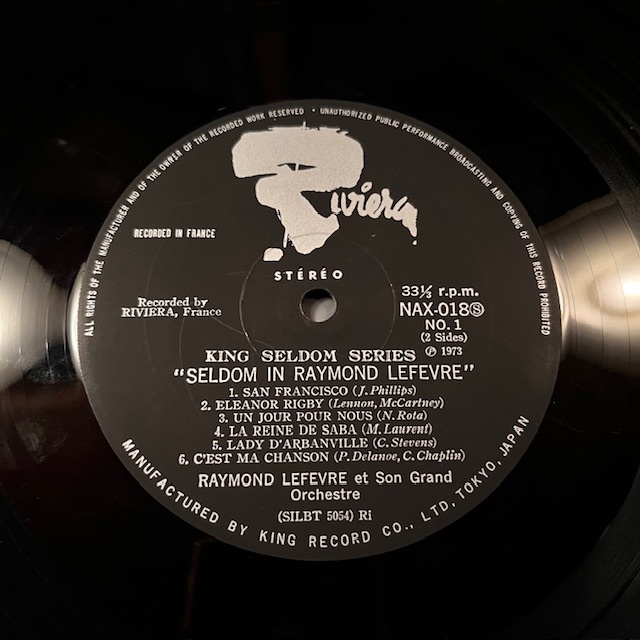 ALL RIGHTS OF THE MANUFACTURER AND OF THE OWNER OF THE RECORDED WORK RESERVED · UNAUTHORIZED PUBLIC PERFORMANCE BROADCASTING AND COPYING OF THIS RECORD PROHIBITED
Riviera
RECORDED IN FRANCE
STÉRÉO
Recorded by
RIVIERA, France
33⅓ r.p.m.
NAX-018Ⓢ
NO. 1
(2 Sides)
℗ 1973
KING SELDOM SERIES
"SELDOM IN RAYMOND LEFEVRE"
1. SAN FRANCISCO (J. Phillips)
2. ELEANOR RIGBY (Lennon, McCartney)
3. UN JOUR POUR NOUS (N. Rota)
4. LA REINE DE SABA (M. Laurent)
5. LADY D'ARBANVILLE (C. Stevens)
6. C'EST MA CHANSON (P. Delanoe, C. Chaplin)
RAYMOND LEFEVRE et Son Grand
Orchestre
(SILBT 5054) Ri
MANUFACTURED BY KING RECORD CO., LTD, TOKYO, JAPAN